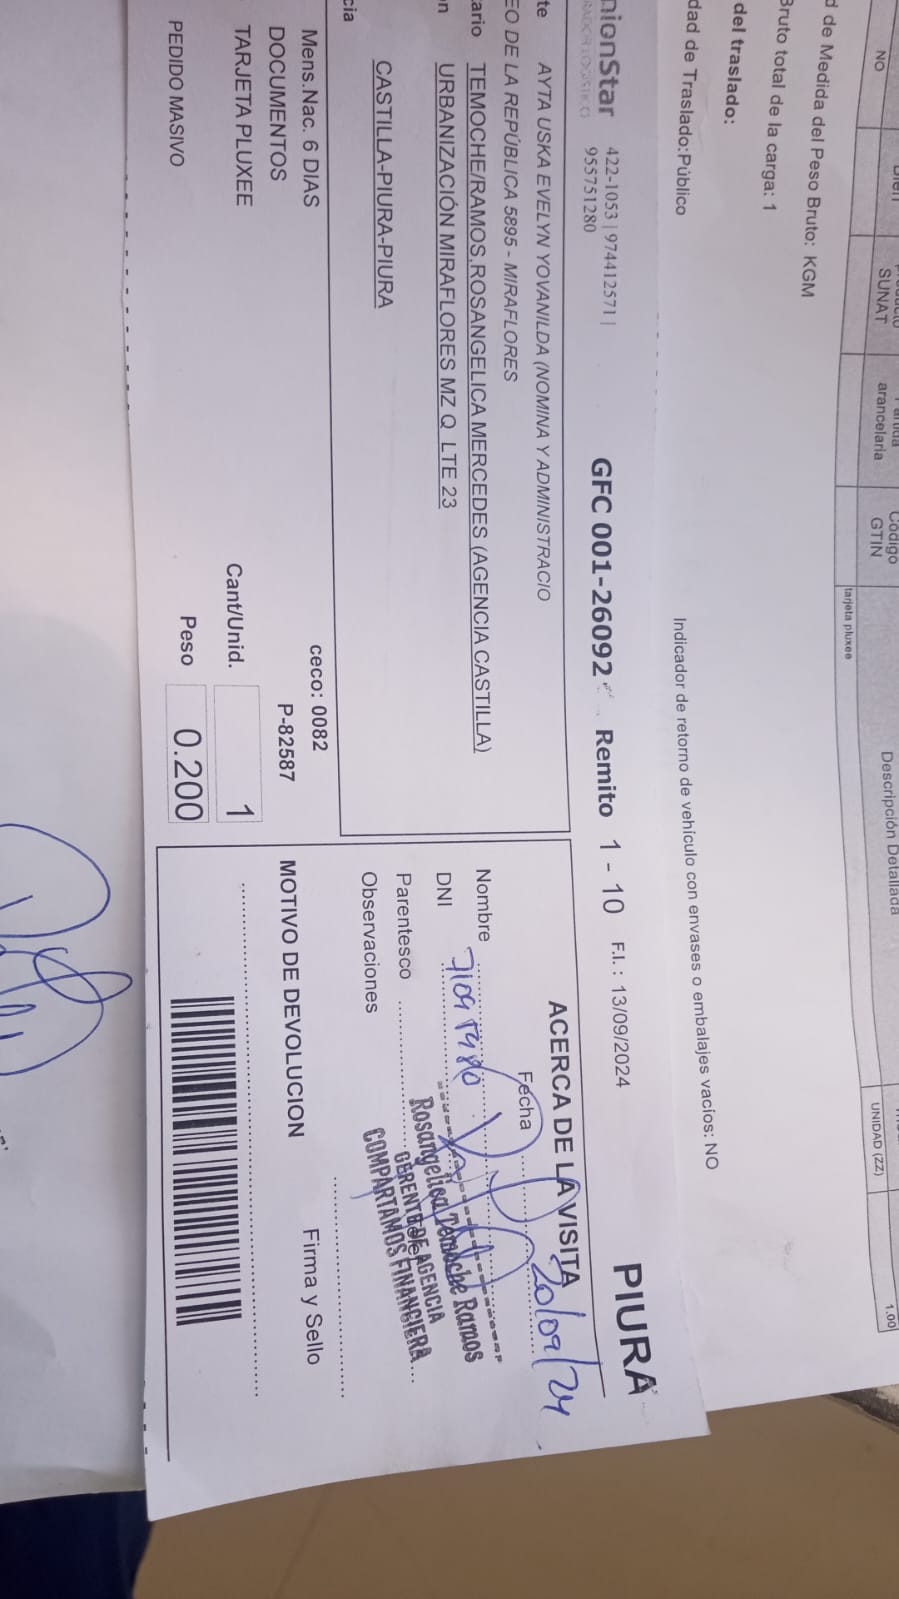 d de Medida del Peso Bruto: KGM
Bruto total de la carga: 1
del traslado:
dad de Traslado:Público
Indicador de retorno de vehículo con envases o embalajes vacíos: NO
NO
Bien
SUNAT
arancelaria
Código
GTIN
Descripción Detallada
UNIDAD (ZZ)
1.00
tarjeta pluxee
nionStar
422-1053 | 974412571 |
955751280
GFC 001-26092
Remito 1 - 10
F.I. : 13/09/2024
PIURA
te AYTA USKA EVELYN YOVANILDA (NOMINA Y ADMINISTRACIO
EO DE LA REPÚBLICA 5895 - MIRAFLORES
tario TEMOCHE/RAMOS.ROSANGELICA MERCEDES (AGENCIA CASTILLA)
on URBANIZACIÓN MIRAFLORES MZ Q LTE 23
CASTILLA-PIURA-PIURA
cia
Mens.Nac. 6 DIAS
ceco: 0082
DOCUMENTOS
P-82587
TARJETA PLUXEE
Cant/Unid. 1
PEDIDO MASIVO
Peso 0.200
ACERCA DE LA VISITA
Fecha 20/09/24
Nombre
DNI
Parentesco
Observaciones
Rosangelica Temoche Ramos
GERENTE DE AGENCIA
COMPARTAMOS FINANCIERA
MOTIVO DE DEVOLUCION
Firma y Sello